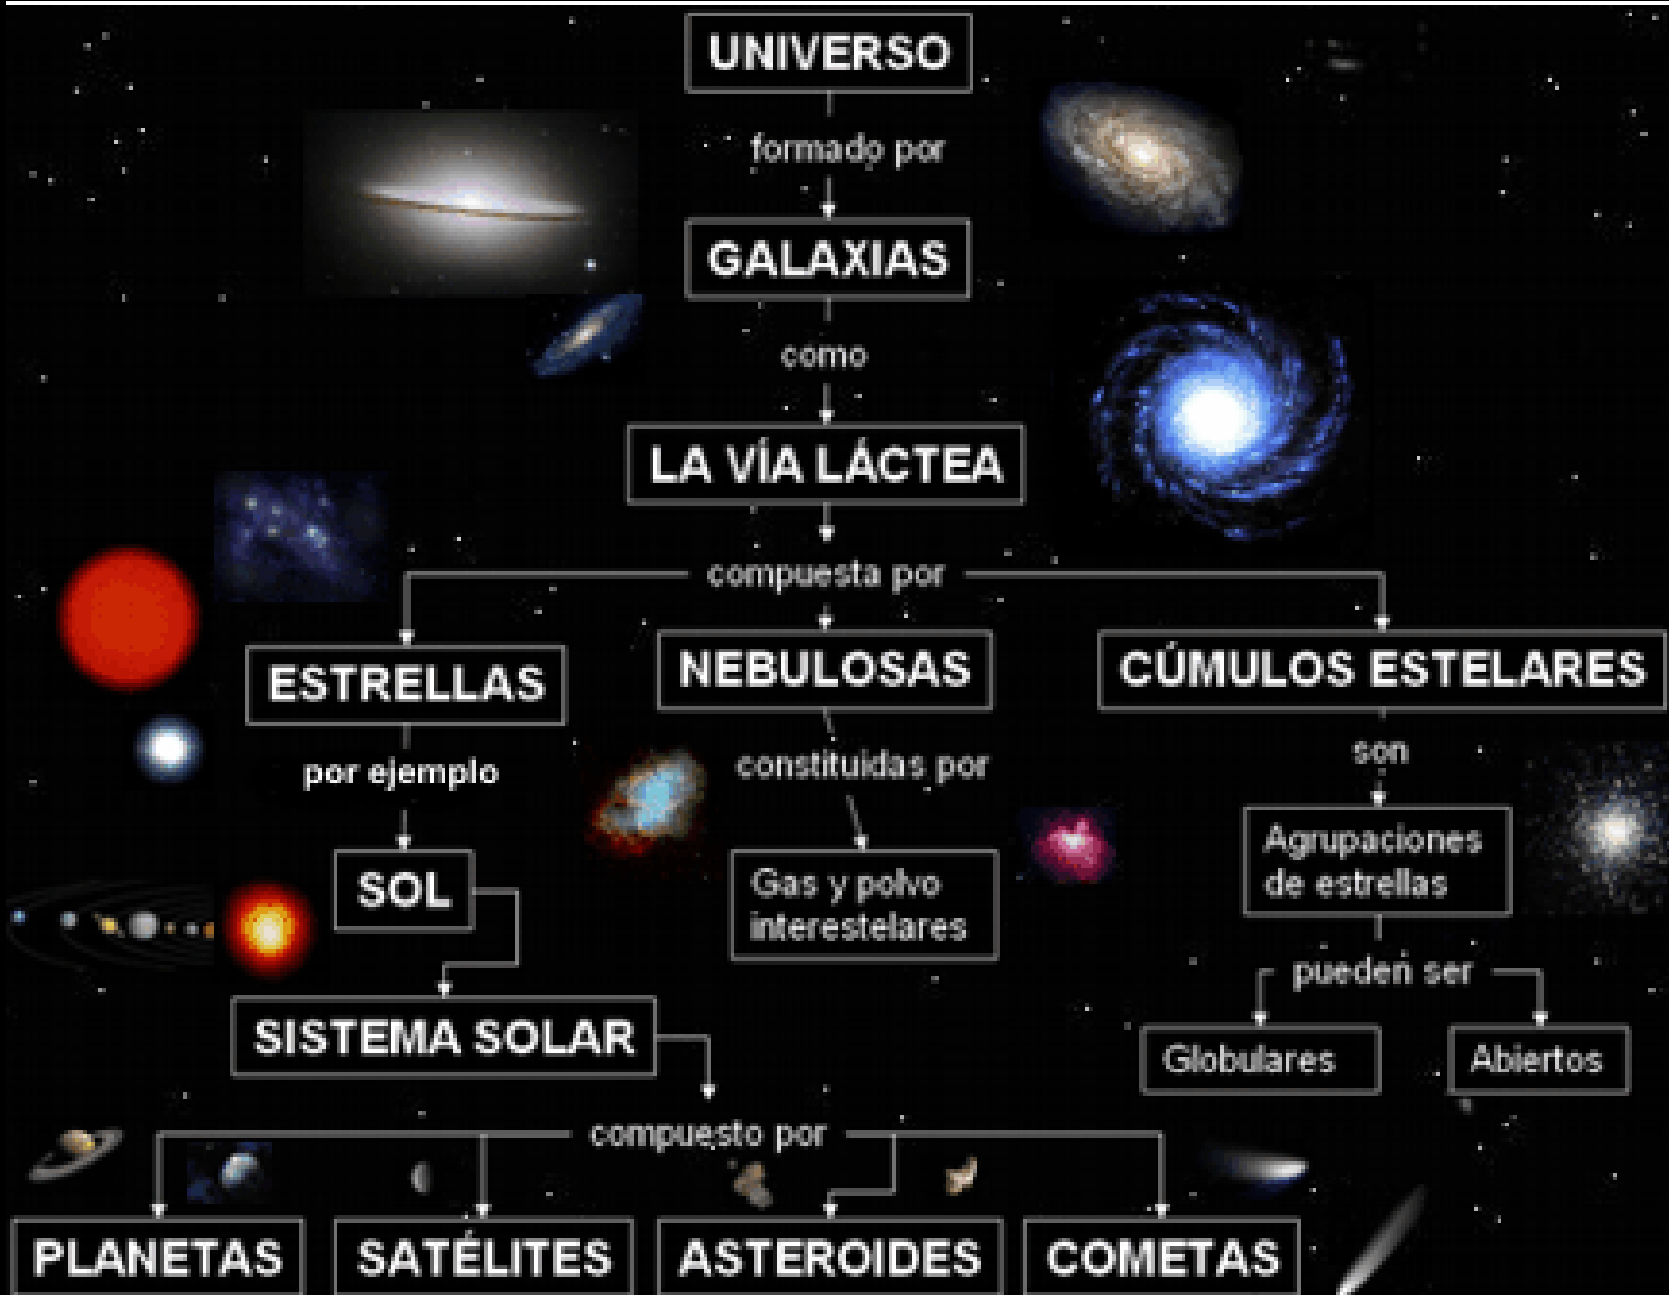 UNIVERSO
formado por
GALAXIAS
como
LA VÍA LÁCTEA
compuesta por
ESTRELLAS
NEBULOSAS
CÚMULOS ESTELARES
por ejemplo
constituidas por
son
SOL
Gas y polvo
interestelares
Agrupaciones
de estrellas
pueden ser
SISTEMA SOLAR
Globulares
Abiertos
compuesto por
PLANETAS
SATÉLITES
ASTEROIDES
COMETAS